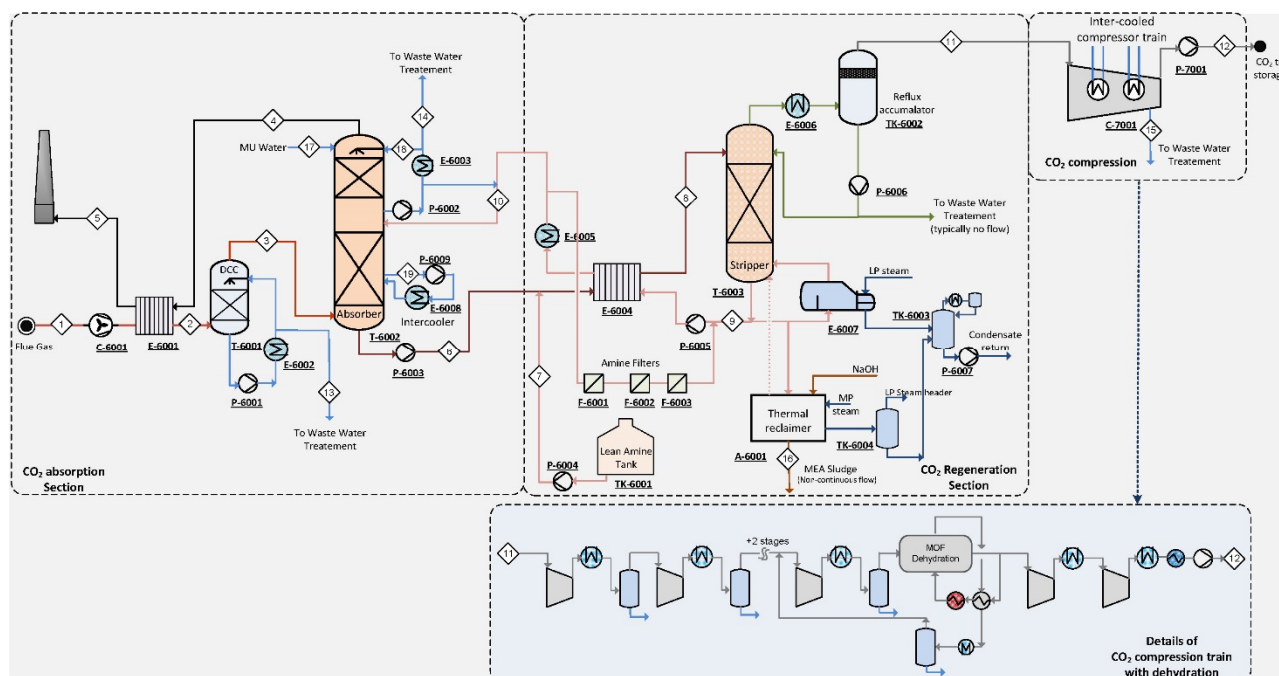 Inter-cooled
compressor train
11
12
P-7001
CO₂ t
storag
C-7001
15
To Waste Water
Treatement
CO₂ compression
To Waste Water
Treatement
14
4
MU Water
17
18
E-6003
P-6002
10
5
3
DCC
P-6009
19
E-6008
Intercooler
Absorber
T-6002
1
2
Flue Gas
C-6001
E-6001
T-6001
E-6002
P-6001
P-6003
6
13
To Waste Water
Treatement
CO₂ absorption
Section
E-6006
Reflux
accumalator
TK-6002
8
P-6006
To Waste Water
Treatement
(typically no flow)
E-6005
Stripper
T-6003
LP steam
E-6004
E-6007
TK-6003
9
P-6005
Condensate
return
P-6007
7
Amine Filters
F-6001
F-6002
F-6003
NaOH
MP
steam
LP Steam header
Thermal
reclaimer
TK-6004
A-6001
Lean Amine
Tank
P-6004
TK-6001
16
MEA Sludge
(Non-continuous flow)
CO₂ Regeneration
Section
11
+2 stages
MOF
Dehydration
12
Details of
CO₂ compression train
with dehydration